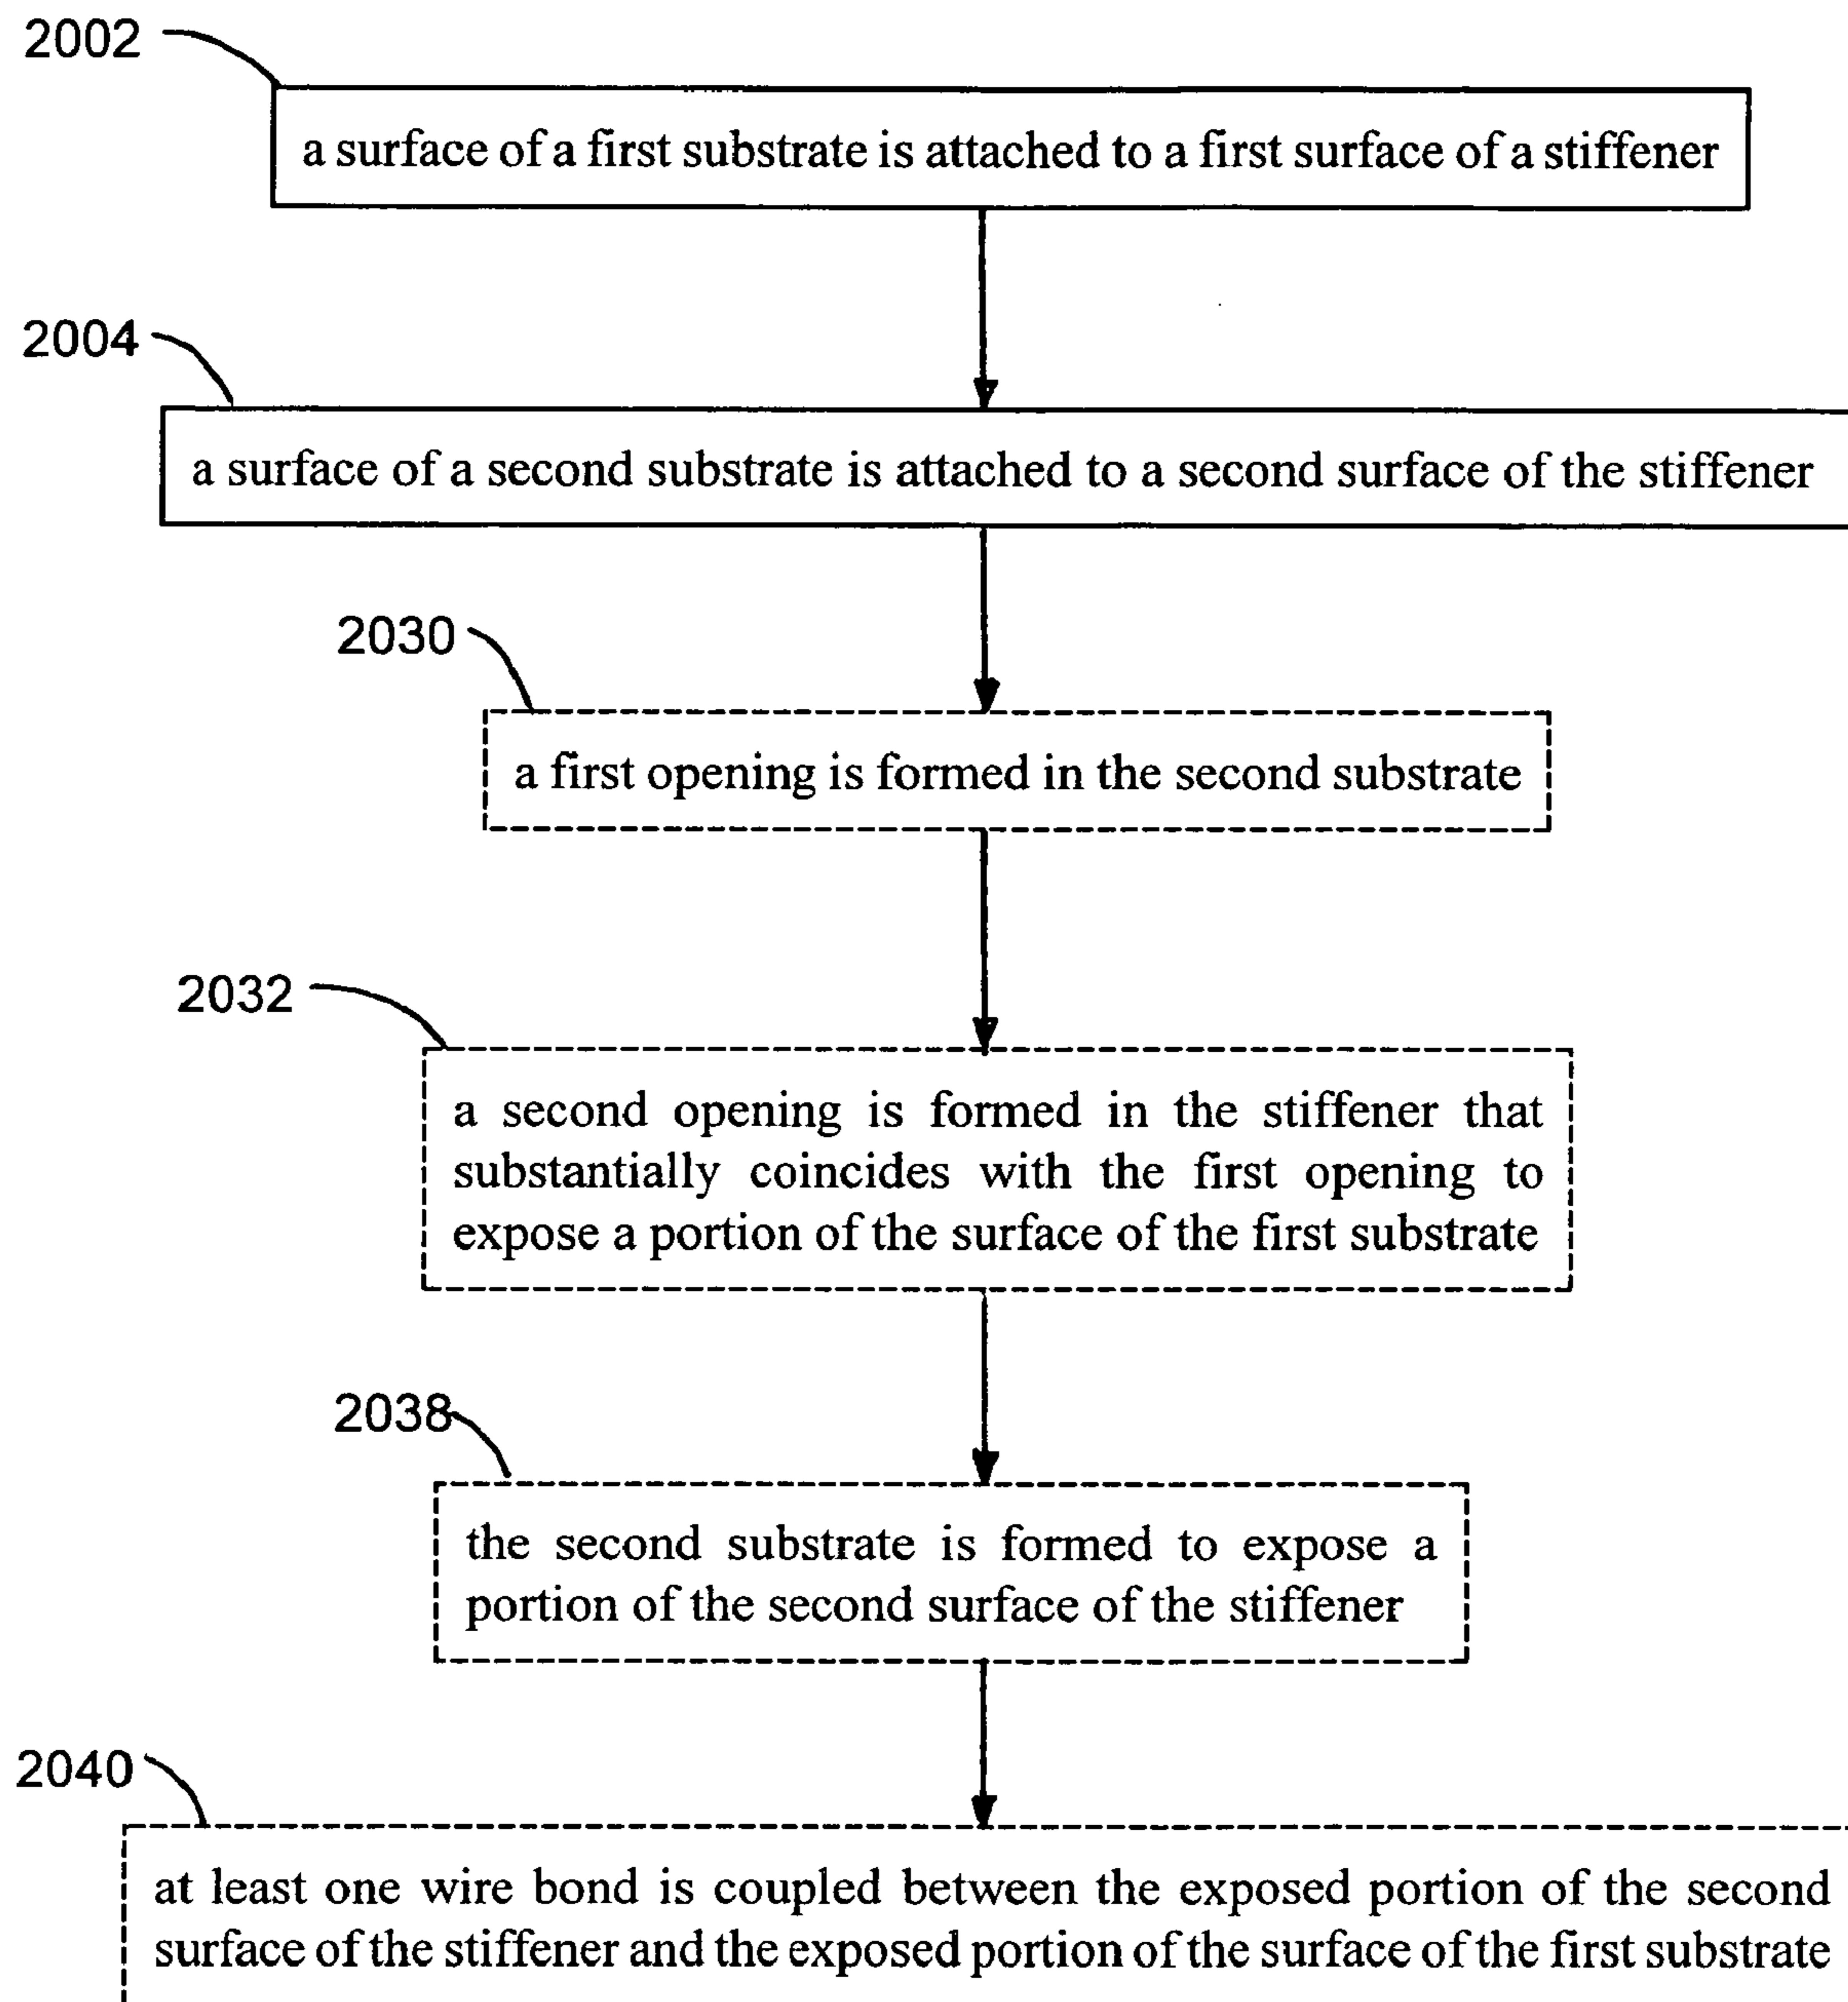 2002
a surface of a first substrate is attached to a first surface of a stiffener
2004
a surface of a second substrate is attached to a second surface of the stiffener
2030
a first opening is formed in the second substrate
2032
a second opening is formed in the stiffener that
substantially coincides with the first opening to
expose a portion of the surface of the first substrate
2038
the second substrate is formed to expose a
portion of the second surface of the stiffener
2040
at least one wire bond is coupled between the exposed portion of the second
surface of the stiffener and the exposed portion of the surface of the first substrate